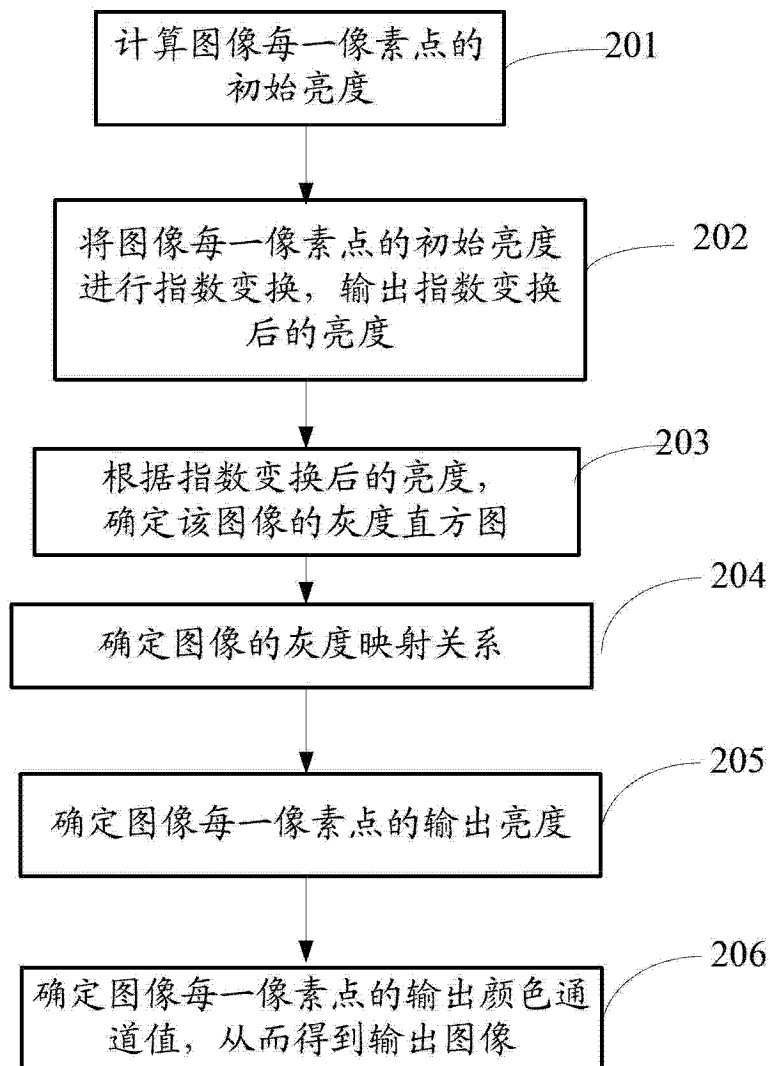 计算图像每一像素点的
初始亮度
201
将图像每一像素点的初始亮度
进行指数变换，输出指数变换
后的亮度
202
根据指数变换后的亮度，
确定该图像的灰度直方图
203
确定图像的灰度映射关系
204
确定图像每一像素点的输出亮度
205
确定图像每一像素点的输出颜色通
道值，从而得到输出图像
206